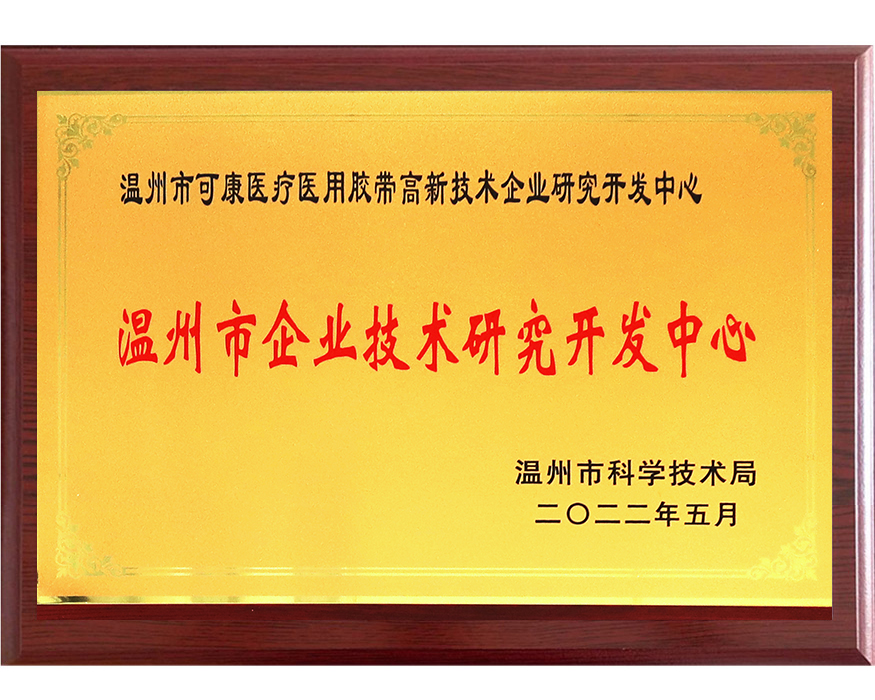 温州市可康医疗医用胶带高新技术企业研究开发中心
温州市企业技术研究开发中心
温州市科学技术局
二〇二二年五月